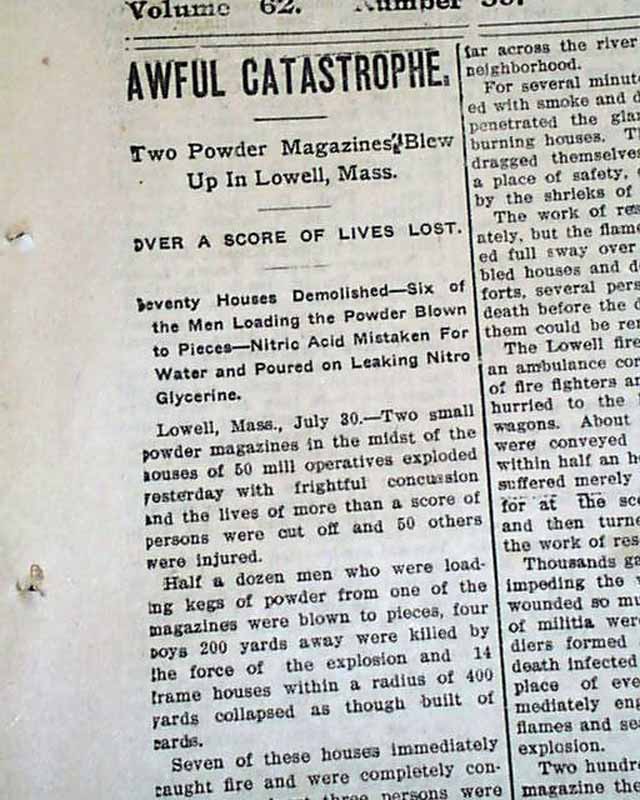 Volume 62. Number
AWFUL CATASTROPHE.
Two Powder Magazines Blew
Up In Lowell, Mass.
OVER A SCORE OF LIVES LOST.
Seventy Houses Demolished—Six of
the Men Loading the Powder Blown
to Pieces—Nitric Acid Mistaken For
Water and Poured on Leaking Nitro
Glycerine.
Lowell, Mass., July 30.—Two small
powder magazines in the midst of the
houses of 50 mill operatives exploded
yesterday with frightful concussion
and the lives of more than a score of
persons were cut off and 50 others
were injured.
Half a dozen men who were load-
ing kegs of powder from one of the
magazines were blown to pieces, four
boys 200 yards away were killed by
the force of the explosion and 14
frame houses within a radius of 400
yards collapsed as though built of
cards.
Seven of these houses immediately
caught fire and were completely con-
three persons were
far across the river
neighborhood.
For several minut
ed with smoke and d
penetrated the gla
burning houses. T
dragged themselves
a place of safety,
by the shrieks of
The work of res
ately, but the flam
ed full sway over
bled houses and d
forts, several pers
death before the d
them could be re
The Lowell fire
an ambulance cor
of fire fighters a
hurried to the
wagons. About
were conveyed
within half an h
suffered merely
for at the sc
and then turne
the work of res
Thousands ga
impeding the
wounded so mu
of militia wer
diers formed
death infected
place of eve
mediately eng
flames and se
explosion.
Two hundr
magazine th